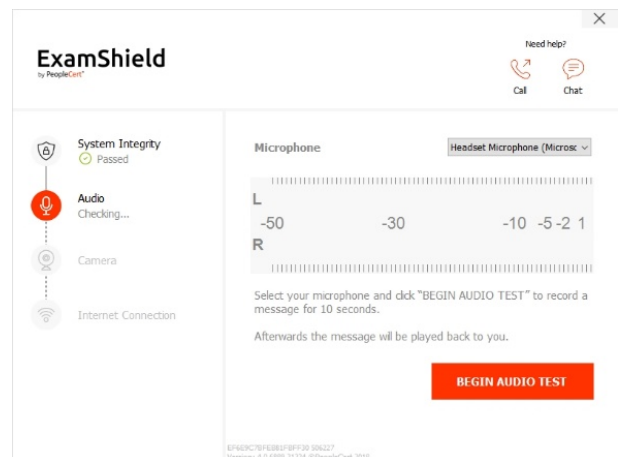 Need help?
ExamShield
by PeopleCert
Call Chat
System Integrity
Passed
Audio
Checking...
Camera
Internet Connection
Microphone
Headset Microphone (Microsc
L
-50 -30 -10 -5 -2 1
R
Select your microphone and click "BEGIN AUDIO TEST" to record a
message for 10 seconds.
Afterwards the message will be played back to you.
BEGIN AUDIO TEST